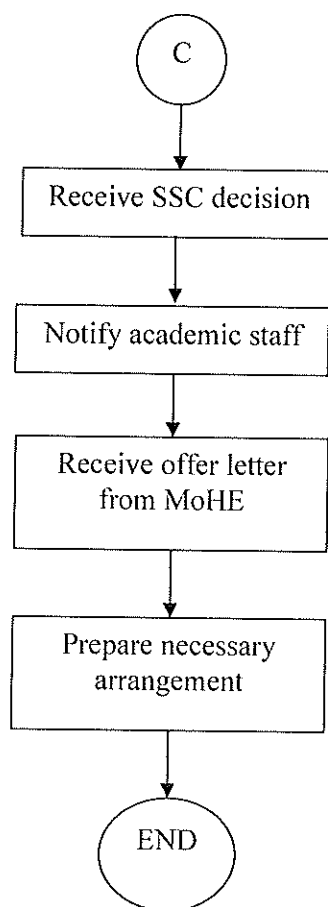 C
Receive SSC decision
Notify academic staff
Receive offer letter
from MoHE
Prepare necessary
arrangement
END